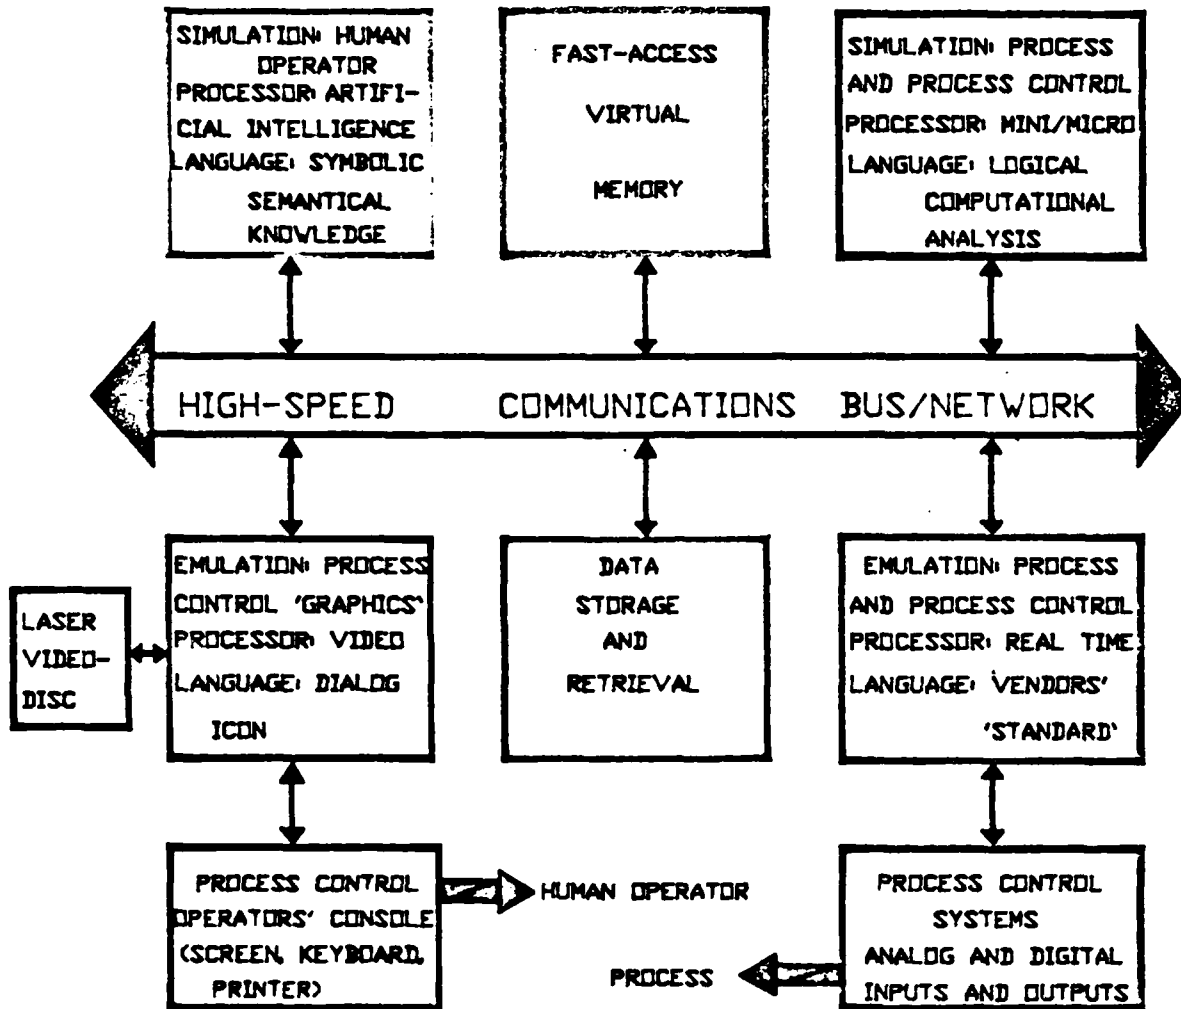 SIMULATION: HUMAN
OPERATOR
PROCESSOR: ARTIFI-
CIAL INTELLIGENCE
LANGUAGE: SYMBOLIC
SEMANTICAL
KNOWLEDGE
FAST-ACCESS
VIRTUAL
MEMORY
SIMULATION: PROCESS
AND PROCESS CONTROL
PROCESSOR: MINI/MICRO
LANGUAGE: LOGICAL
COMPUTATIONAL
ANALYSIS
HIGH-SPEED COMMUNICATIONS BUS/NETWORK
LASER
VIDEO-
DISC
EMULATION: PROCESS
CONTROL 'GRAPHICS'
PROCESSOR: VIDEO
LANGUAGE: DIALOG
ICON
DATA
STORAGE
AND
RETRIEVAL
EMULATION: PROCESS
AND PROCESS CONTROL
PROCESSOR: REAL TIME
LANGUAGE: 'VENDORS'
'STANDARD'
PROCESS CONTROL
OPERATORS' CONSOLE
(SCREEN, KEYBOARD,
PRINTER)
HUMAN OPERATOR
PROCESS
PROCESS CONTROL
SYSTEMS
ANALOG AND DIGITAL
INPUTS AND OUTPUTS